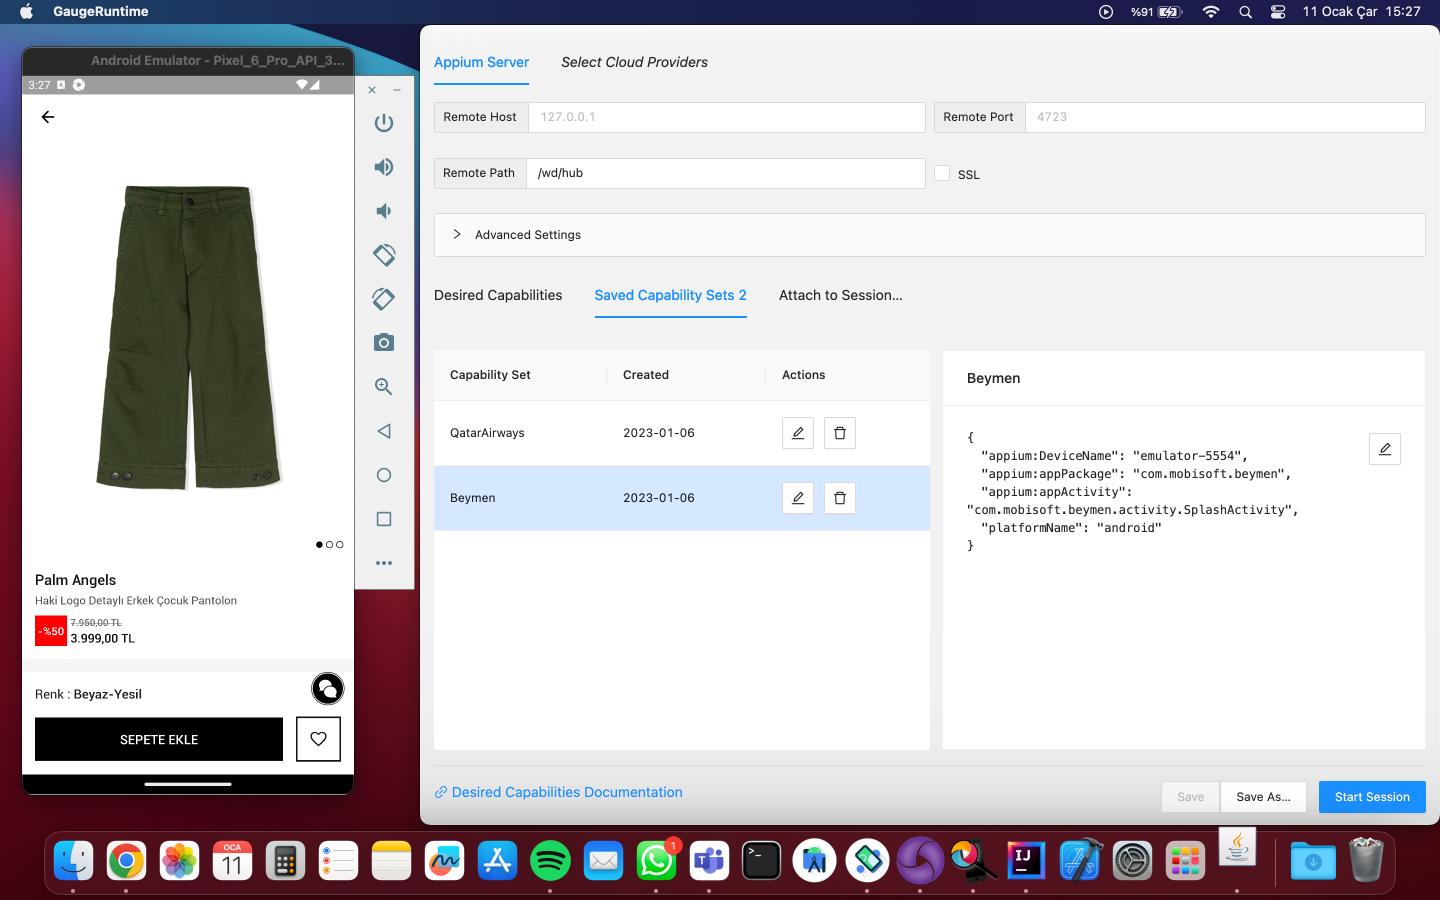 GaugeRuntime
%91
11 Ocak Çar 15:27
Android Emulator - Pixel_6_Pro_API_3...
3:27
Palm Angels
Haki Logo Detaylı Erkek Çocuk Pantolon
-%50
7.950,00 TL
3.999,00 TL
Renk : Beyaz-Yesil
SEPETE EKLE
Appium Server
Select Cloud Providers
Remote Host
127.0.0.1
Remote Port
4723
Remote Path
/wd/hub
SSL
Advanced Settings
Desired Capabilities
Saved Capability Sets 2
Attach to Session...
Capability Set
Created
Actions
QatarAirways
2023-01-06
Beymen
2023-01-06
Beymen
{
"appium:DeviceName": "emulator-5554",
"appium:appPackage": "com.mobisoft.beymen",
"appium:appActivity":
"com.mobisoft.beymen.activity.SplashActivity",
"platformName": "android"
}
Desired Capabilities Documentation
Save
Save As...
Start Session
OCA
11
1
IJ